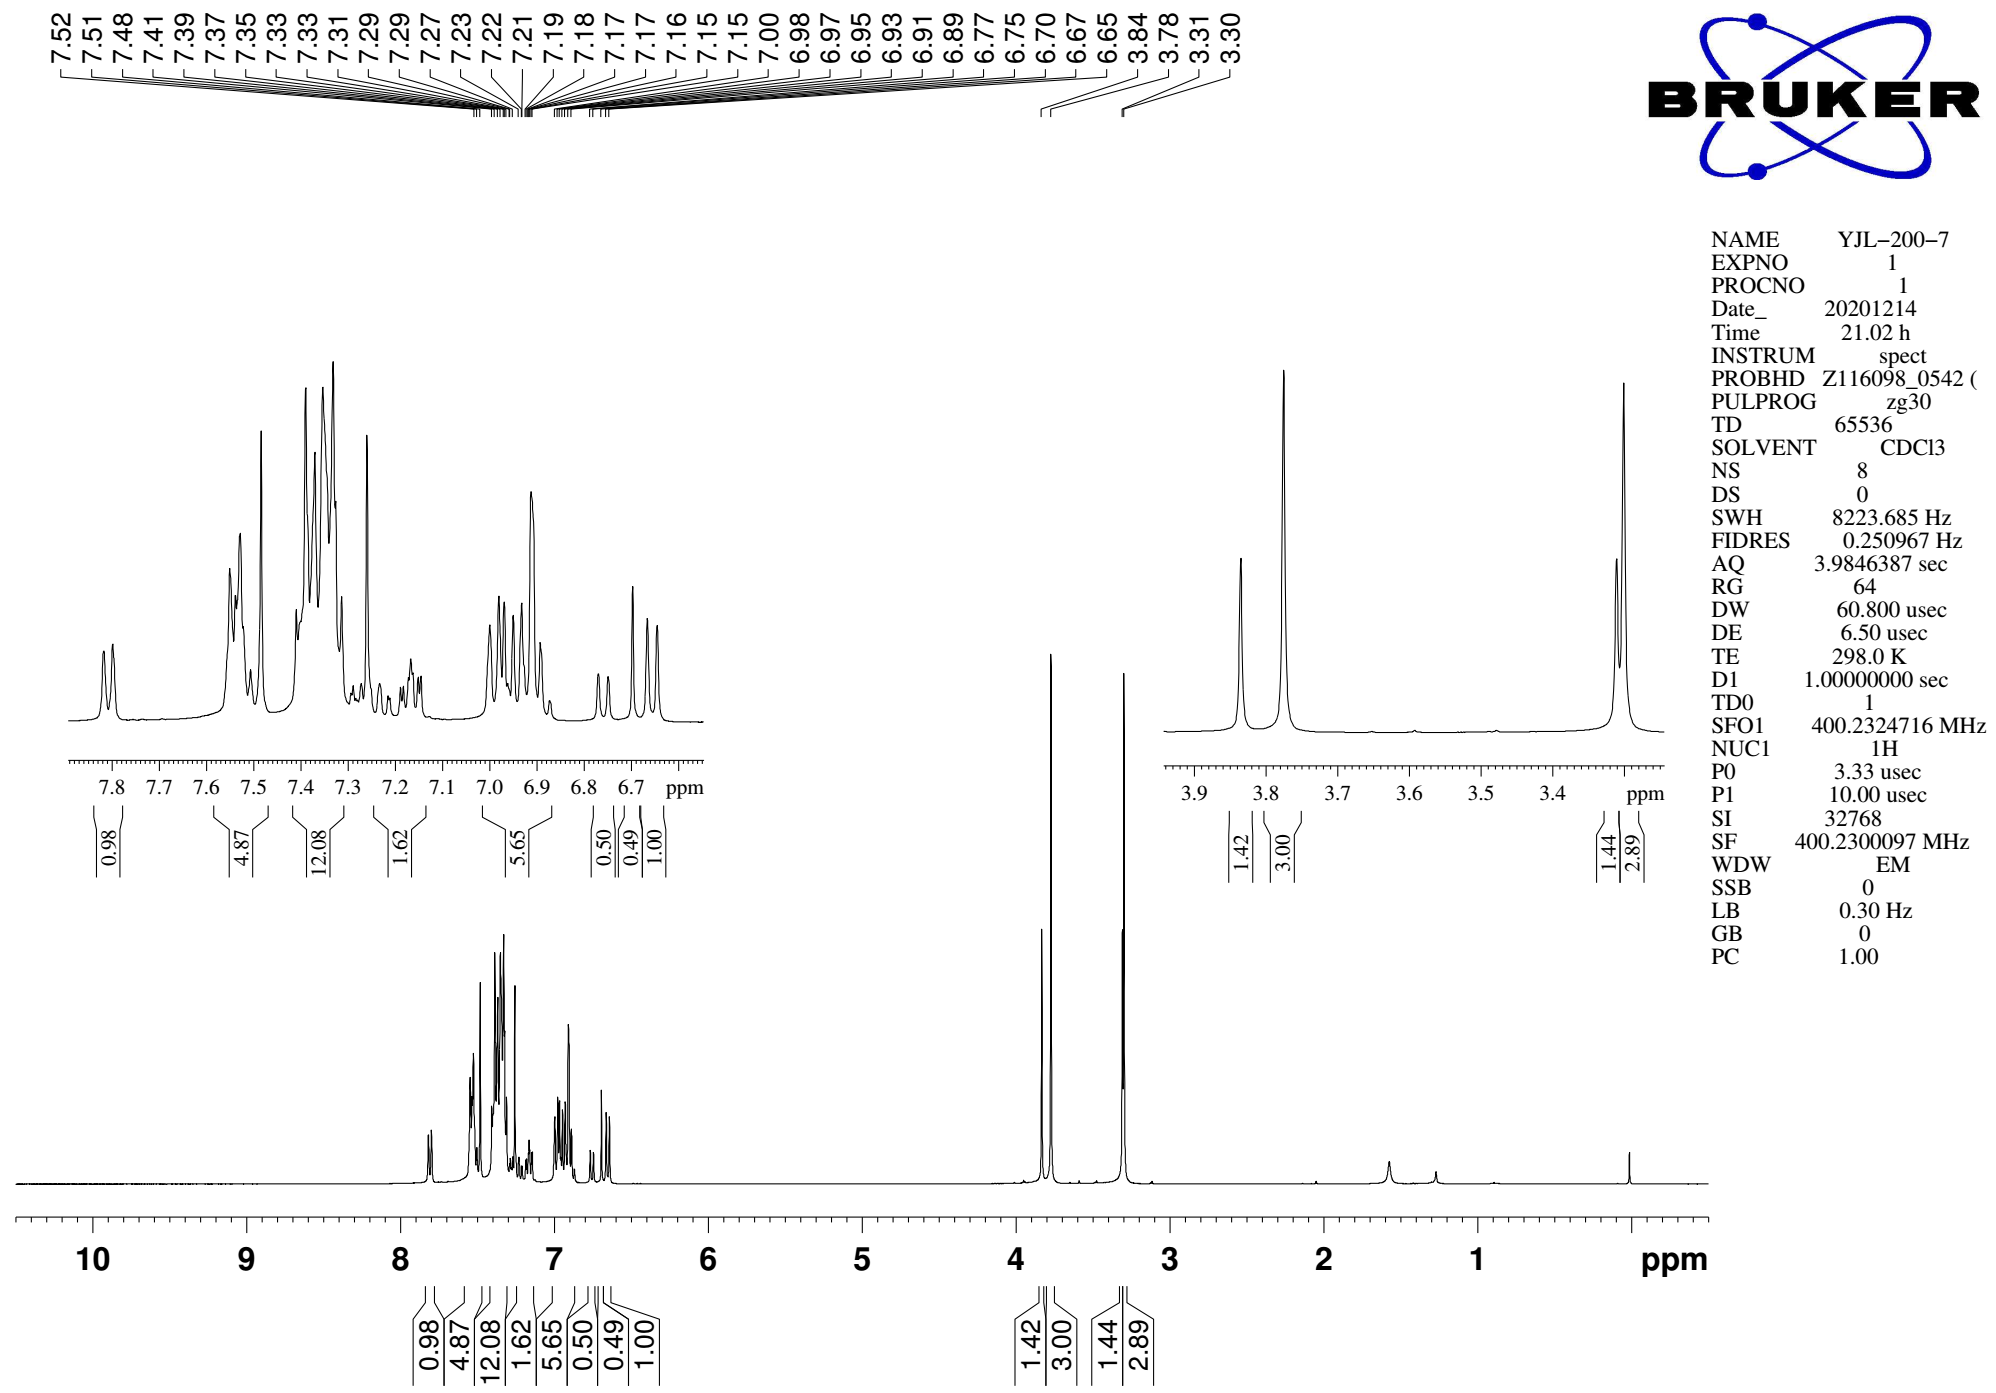 7.52 7.51 7.48 7.41 7.39 7.37 7.35 7.33 7.33 7.31 7.29 7.29 7.27 7.23 7.22 7.21 7.19 7.18 7.17 7.17 7.16 7.15 7.15 7.00 6.98 6.97 6.95 6.93 6.91 6.89 6.77 6.75 6.70 6.67 6.65 3.84 3.78 3.31 3.30
BRUKER
NAME YJL−200−7
EXPNO 1
PROCNO 1
Date_ 20201214
Time 21.02 h
INSTRUM spect
PROBHD Z116098_0542 (
PULPROG zg30
TD 65536
SOLVENT CDCl3
NS 8
DS 0
SWH 8223.685 Hz
FIDRES 0.250967 Hz
AQ 3.9846387 sec
RG 64
DW 60.800 usec
DE 6.50 usec
TE 298.0 K
D1 1.00000000 sec
TD0 1
SFO1 400.2324716 MHz
NUC1 1H
P0 3.33 usec
P1 10.00 usec
SI 32768
SF 400.2300097 MHz
WDW EM
SSB 0
LB 0.30 Hz
GB 0
PC 1.00
7.8 7.7 7.6 7.5 7.4 7.3 7.2 7.1 7.0 6.9 6.8 6.7 ppm
0.98 4.87 12.08 1.62 5.65 0.50 0.49 1.00
3.9 3.8 3.7 3.6 3.5 3.4 ppm
1.42 3.00 1.44 2.89
10 9 8 7 6 5 4 3 2 1 ppm
0.98 4.87 12.08 1.62 5.65 0.50 0.49 1.00 1.42 3.00 1.44 2.89